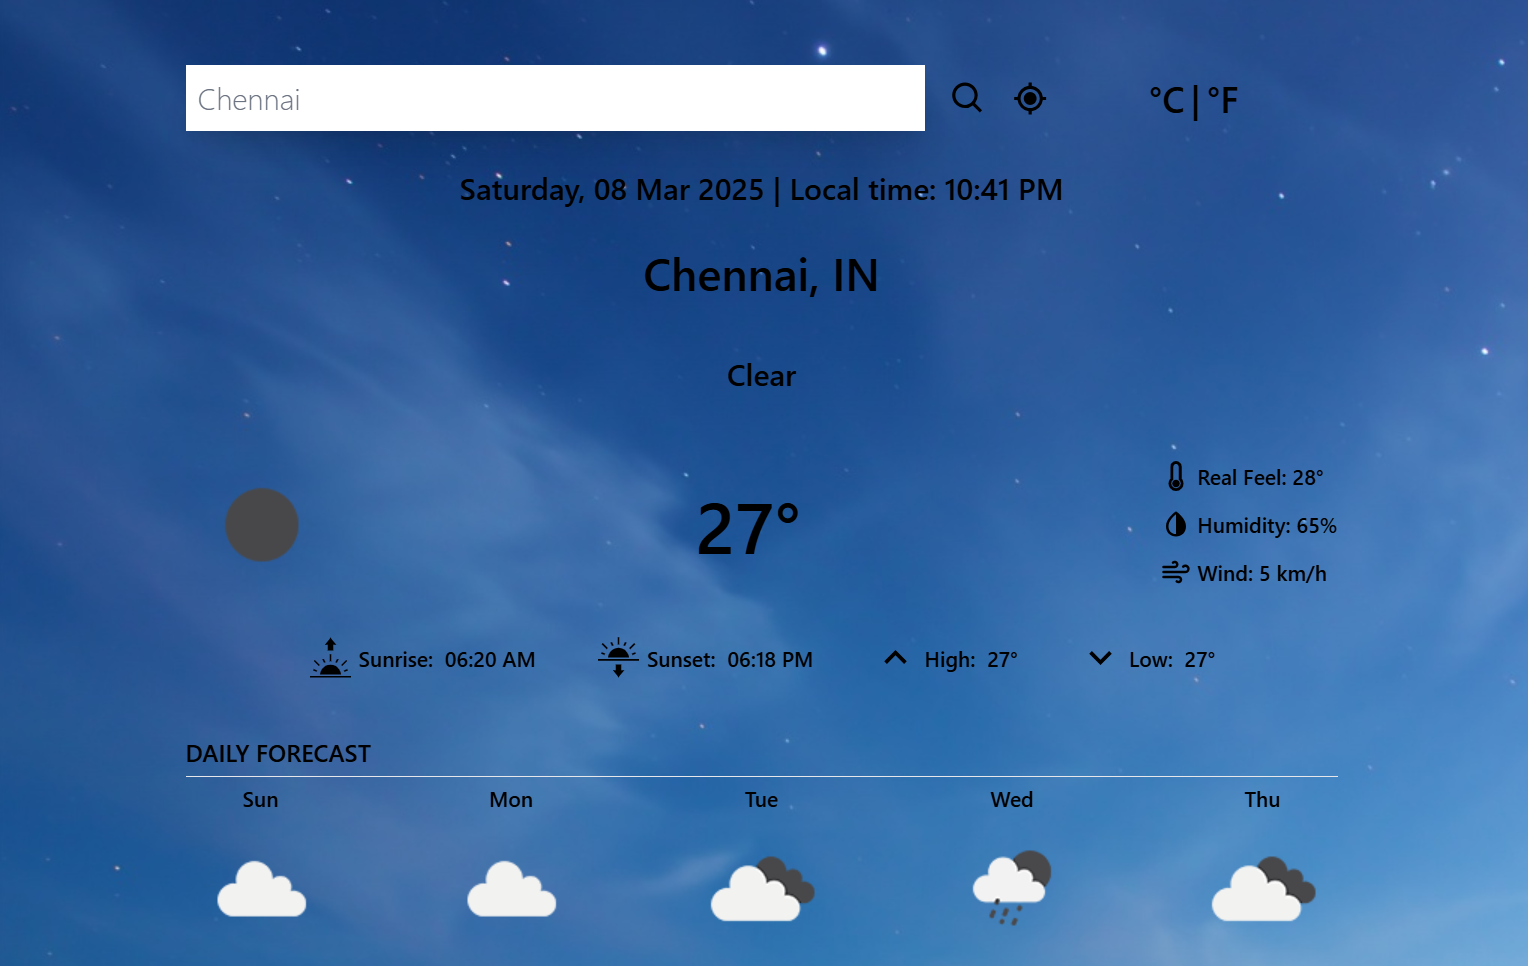 Chennai
°C | °F
Saturday, 08 Mar 2025 | Local time: 10:41 PM
Chennai, IN
Clear
27°
Real Feel: 28°
Humidity: 65%
Wind: 5 km/h
Sunrise: 06:20 AM
Sunset: 06:18 PM
High: 27°
Low: 27°
DAILY FORECAST
Sun
Mon
Tue
Wed
Thu